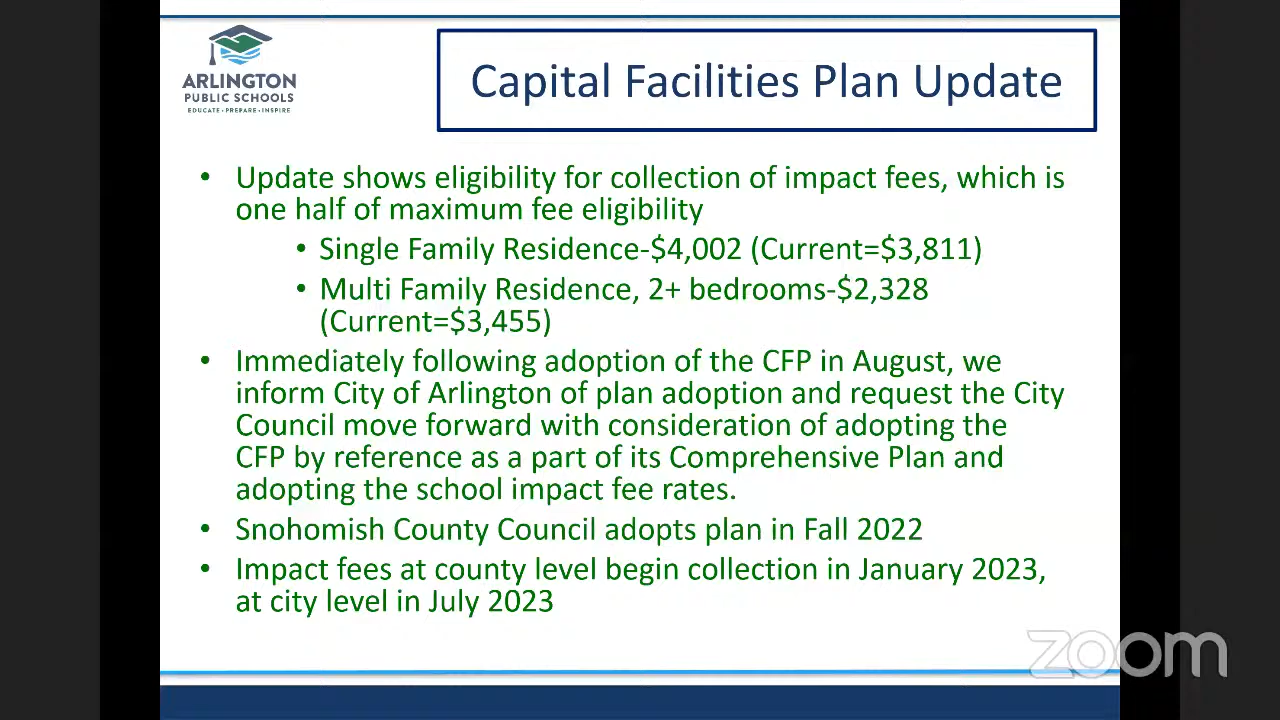 ARLINGTON
PUBLIC SCHOOLS
EDUCATE • PREPARE • INSPIRE
Capital Facilities Plan Update
• Update shows eligibility for collection of impact fees, which is
one half of maximum fee eligibility
• Single Family Residence-$4,002 (Current=$3,811)
• Multi Family Residence, 2+ bedrooms-$2,328
(Current=$3,455)
• Immediately following adoption of the CFP in August, we
inform City of Arlington of plan adoption and request the City
Council move forward with consideration of adopting the
CFP by reference as a part of its Comprehensive Plan and
adopting the school impact fee rates.
• Snohomish County Council adopts plan in Fall 2022
• Impact fees at county level begin collection in January 2023,
at city level in July 2023
zoom